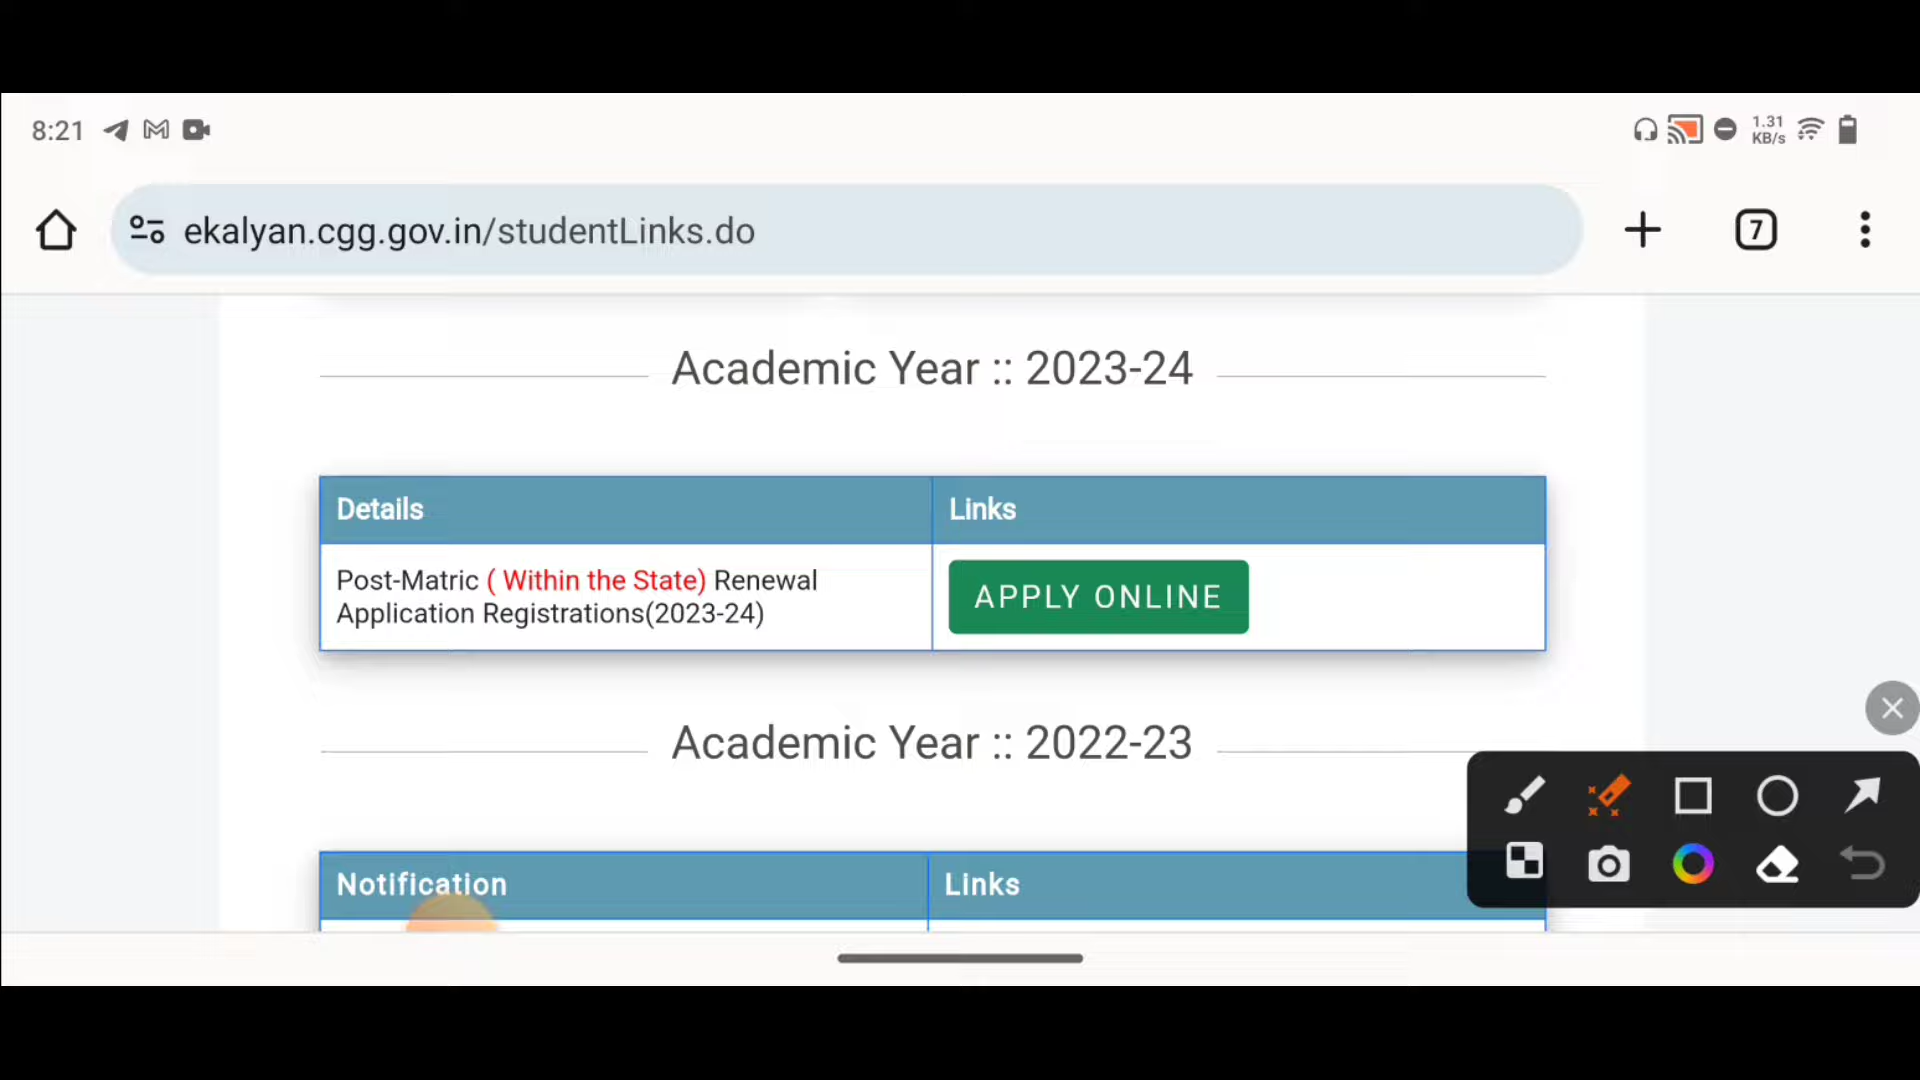 8:21
1.31
KB/s
ekalyan.cgg.gov.in/studentLinks.do
7
Academic Year :: 2023-24
Details Links
Post-Matric ( Within the State) Renewal
Application Registrations(2023-24)
APPLY ONLINE
Academic Year :: 2022-23
Notification Links